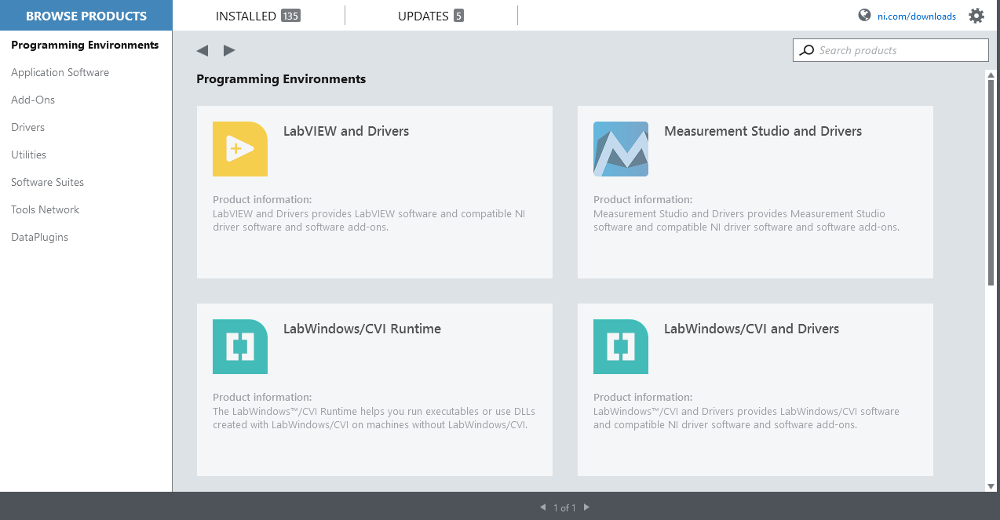 BROWSE PRODUCTS
INSTALLED 135
UPDATES 5
ni.com/downloads
Programming Environments
Application Software
Add-Ons
Drivers
Utilities
Software Suites
Tools Network
DataPlugins
Search products
Programming Environments
LabVIEW and Drivers
Product information:
LabVIEW and Drivers provides LabVIEW software and compatible NI
driver software and software add-ons.
Measurement Studio and Drivers
Product information:
Measurement Studio and Drivers provides Measurement Studio
software and compatible NI driver software and software add-ons.
LabWindows/CVI Runtime
Product information:
The LabWindows™/CVI Runtime helps you run executables or use DLLs
created with LabWindows/CVI on machines without LabWindows/CVI.
LabWindows/CVI and Drivers
Product information:
LabWindows™/CVI and Drivers provides LabWindows/CVI software
and compatible NI driver software and software add-ons.
1 of 1